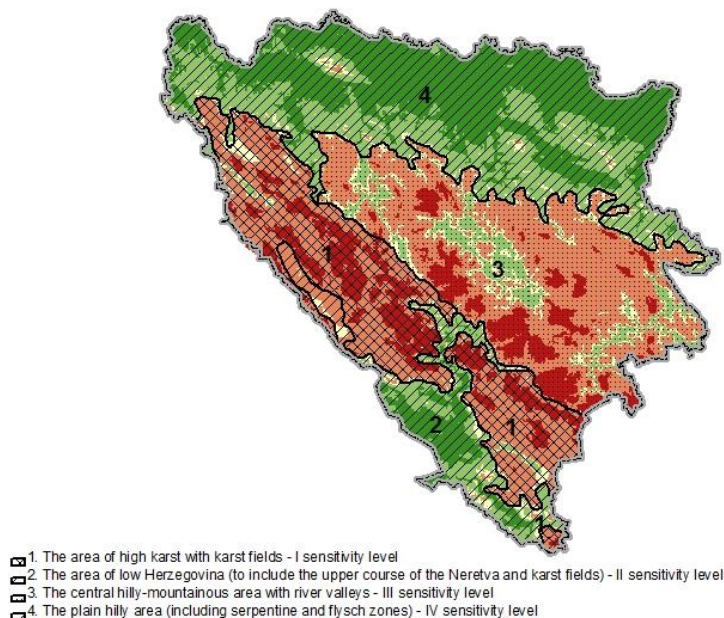 4
1
3
2
1
1
1. The area of high karst with karst fields - I sensitivity level
2. The area of low Herzegovina (to include the upper course of the Neretva and karst fields) - II sensitivity level
3. The central hilly-mountainous area with river valleys - III sensitivity level
4. The plain hilly area (including serpentine and flysch zones) - IV sensitivity level